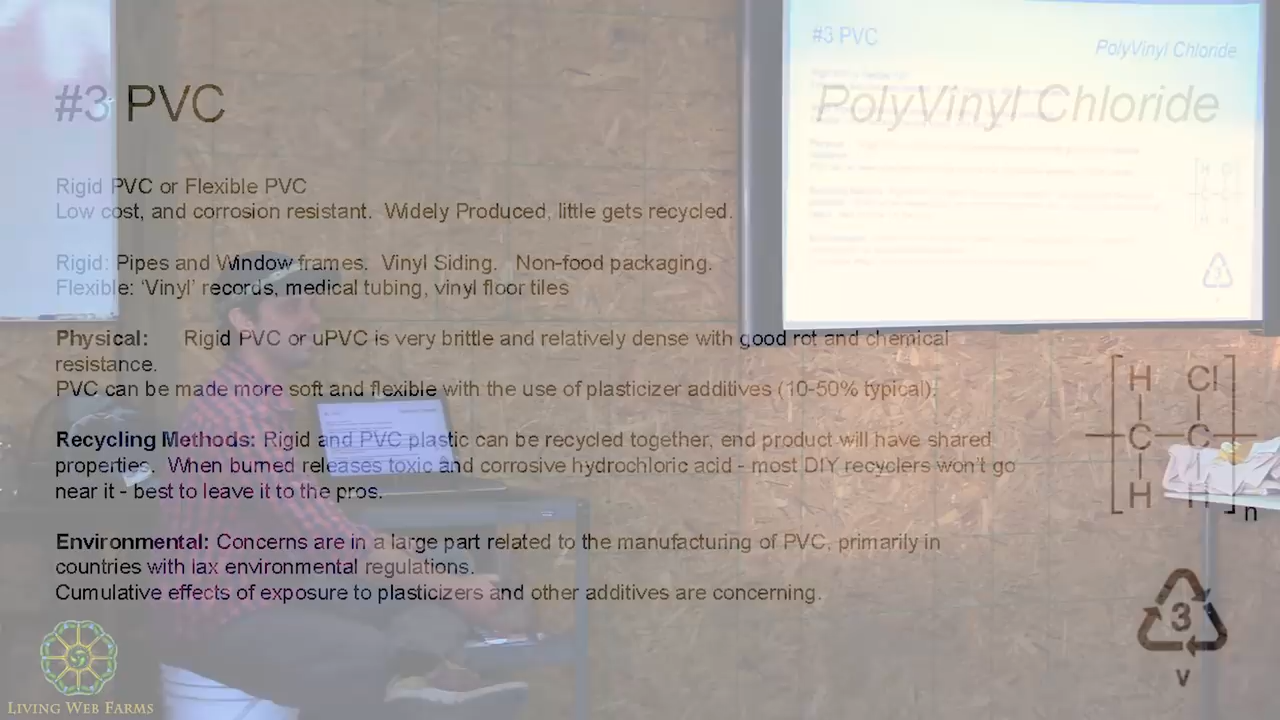 #3 PVC
PolyVinyl Chloride
#3 PVC
PolyVinyl Chloride
Rigid PVC or Flexible PVC
Low cost, and corrosion resistant. Widely Produced, little gets recycled.
Rigid: Pipes and Window frames. Vinyl Siding. Non-food packaging.
Flexible: 'Vinyl' records, medical tubing, vinyl floor tiles
Physical: Rigid PVC or uPVC is very brittle and relatively dense with good rot and chemical
resistance.
PVC can be made more soft and flexible with the use of plasticizer additives (10-50% typical).
Recycling Methods: Rigid and PVC plastic can be recycled together, end product will have shared
properties. When burned releases toxic and corrosive hydrochloric acid - most DIY recyclers won't go
near it - best to leave it to the pros.
Environmental: Concerns are in a large part related to the manufacturing of PVC, primarily in
countries with lax environmental regulations.
Cumulative effects of exposure to plasticizers and other additives are concerning.
H Cl
C C
H H
n
3
V
3
LIVING WEB FARMS